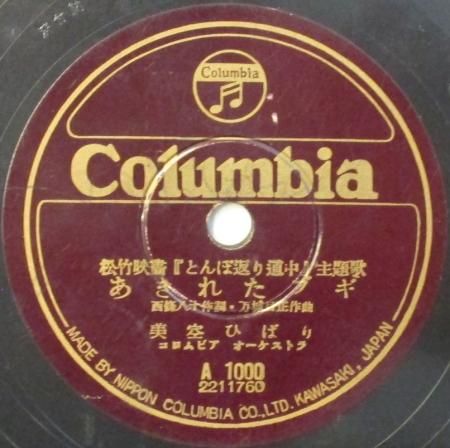 Columbia
Columbia
松竹映畫『とんぼ返り道中』主題歌
あきれたブギ
西條八十作詞・万城目正作曲
美空ひばり
コロムビア オーケストラ
A 1000
2211760
MADE BY NIPPON COLUMBIA CO., LTD. KAWASAKI, JAPAN